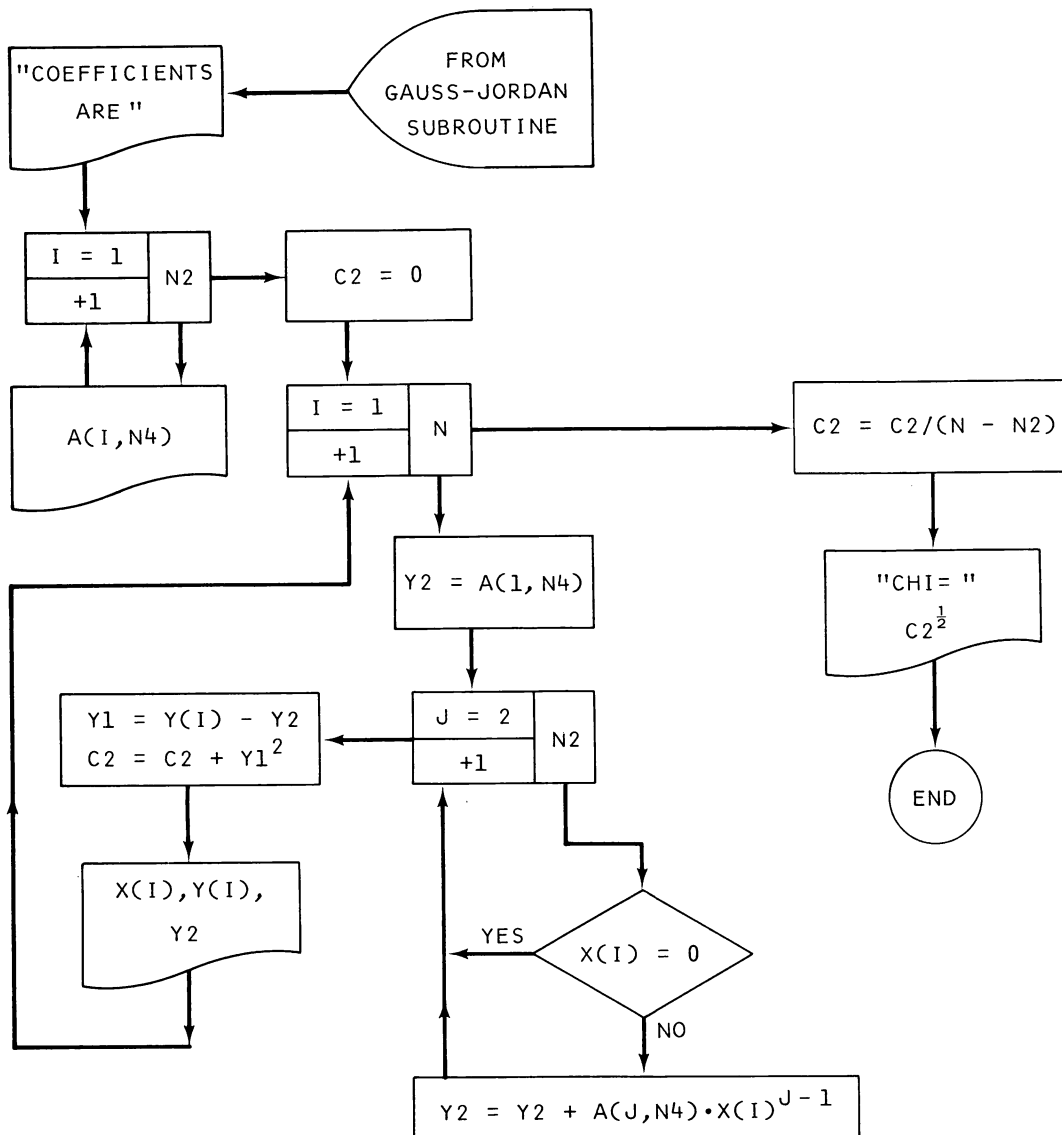 "COEFFICIENTS
ARE "
FROM
GAUSS-JORDAN
SUBROUTINE
I = 1
+1
N2
C2 = 0
A(I,N4)
I = 1
+1
N
C2 = C2/(N - N2)
Y2 = A(1,N4)
"CHI= "
C2^½
Y1 = Y(I) - Y2
C2 = C2 + Y1²
J = 2
+1
N2
END
X(I),Y(I),
Y2
YES
X(I) = 0
NO
Y2 = Y2 + A(J,N4)·X(I)^J-1